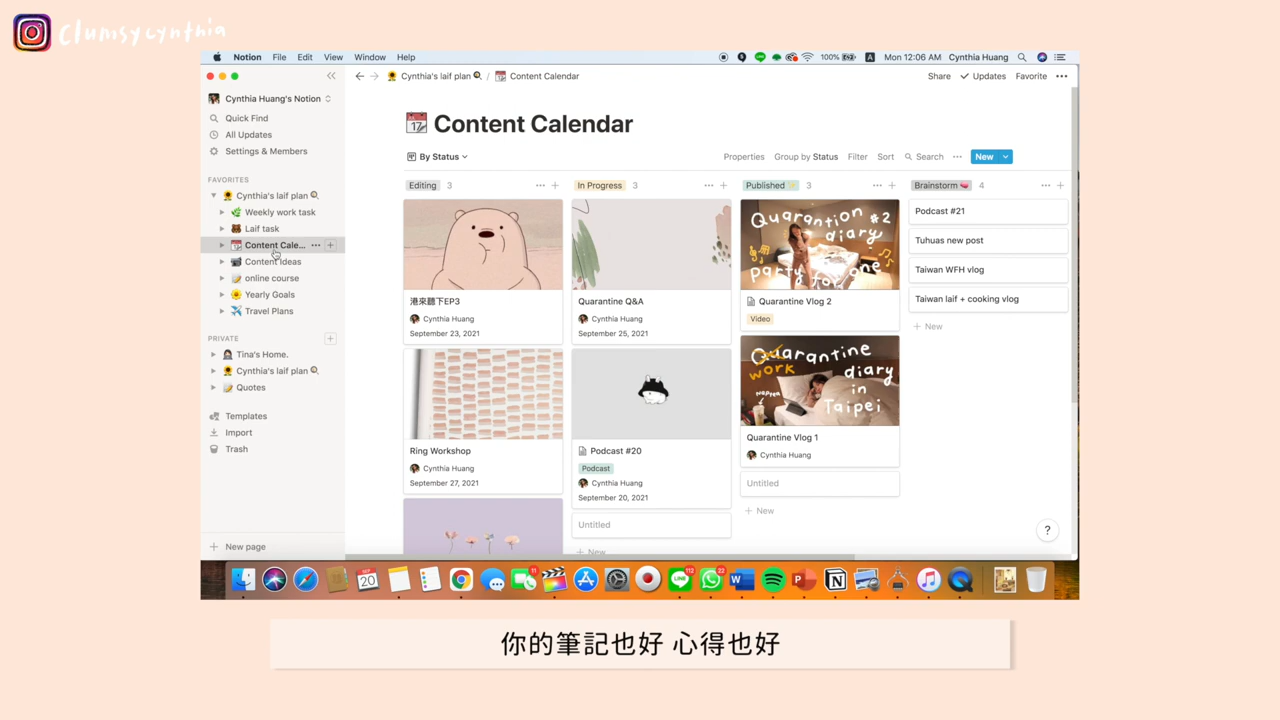 clumsycynthia
Notion File Edit View Window Help
100% A Mon 12:06 AM Cynthia Huang
Cynthia's laif plan / Content Calendar
Share Updates Favorite
Cynthia Huang's Notion
Quick Find
All Updates
Settings & Members
FAVORITES
Cynthia's laif plan
Weekly work task
Laif task
Content Cale...
Content Ideas
online course
Yearly Goals
Travel Plans
PRIVATE
Tina's Home.
Cynthia's laif plan
Quotes
Templates
Import
Trash
New page
17 Content Calendar
By Status
Properties Group by Status Filter Sort Search New
Editing 3
港來聽下EP3
Cynthia Huang
September 23, 2021
Ring Workshop
Cynthia Huang
September 27, 2021
In Progress 3
Quarantine Q&A
Cynthia Huang
September 25, 2021
Podcast #20
Podcast
Cynthia Huang
September 20, 2021
Untitled
New
Published 3
Quarantion #2
diary
party for one
Quarantine Vlog 2
Video
Quarantine
work diary
in
Taipei
Quarantine Vlog 1
Cynthia Huang
Untitled
New
Brainstorm 4
Podcast #21
Tuhuas new post
Taiwan WFH vlog
Taiwan laif + cooking vlog
New
?
20
你的筆記也好 心得也好